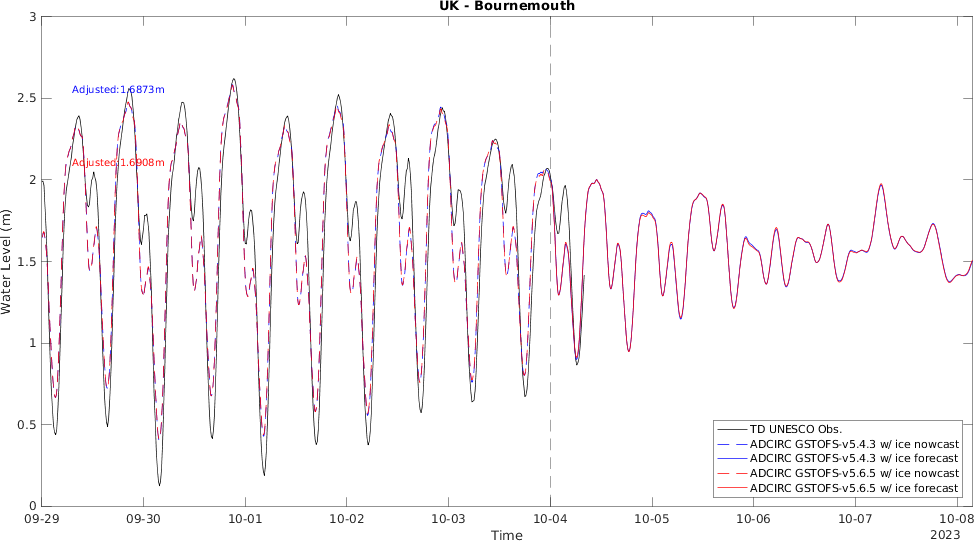 UK - Bournemouth
3
2.5
2
1.5
1
0.5
0
Water Level (m)
Adjusted:1.6873m
Adjusted:1.6908m
09-29 09-30 10-01 10-02 10-03 10-04 10-05 10-06 10-07 10-08
2023
Time
TD UNESCO Obs.
ADCIRC GSTOFS-v5.4.3 w/ ice nowcast
ADCIRC GSTOFS-v5.4.3 w/ ice forecast
ADCIRC GSTOFS-v5.6.5 w/ ice nowcast
ADCIRC GSTOFS-v5.6.5 w/ ice forecast